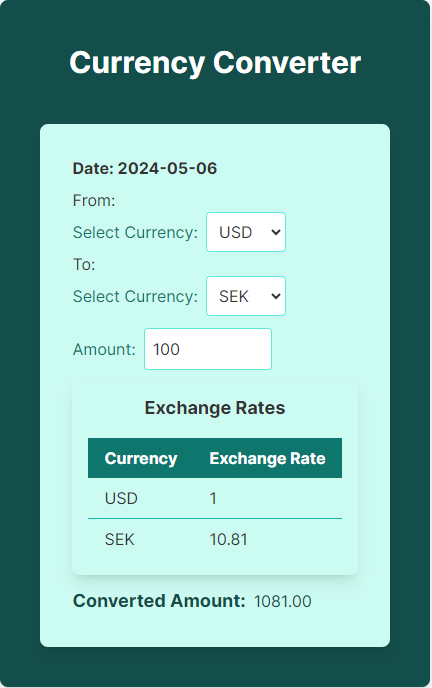 Currency Converter
Date: 2024-05-06
From:
Select Currency: USD
To:
Select Currency: SEK
Amount: 100
Exchange Rates
Currency Exchange Rate
USD 1
SEK 10.81
Converted Amount: 1081.00